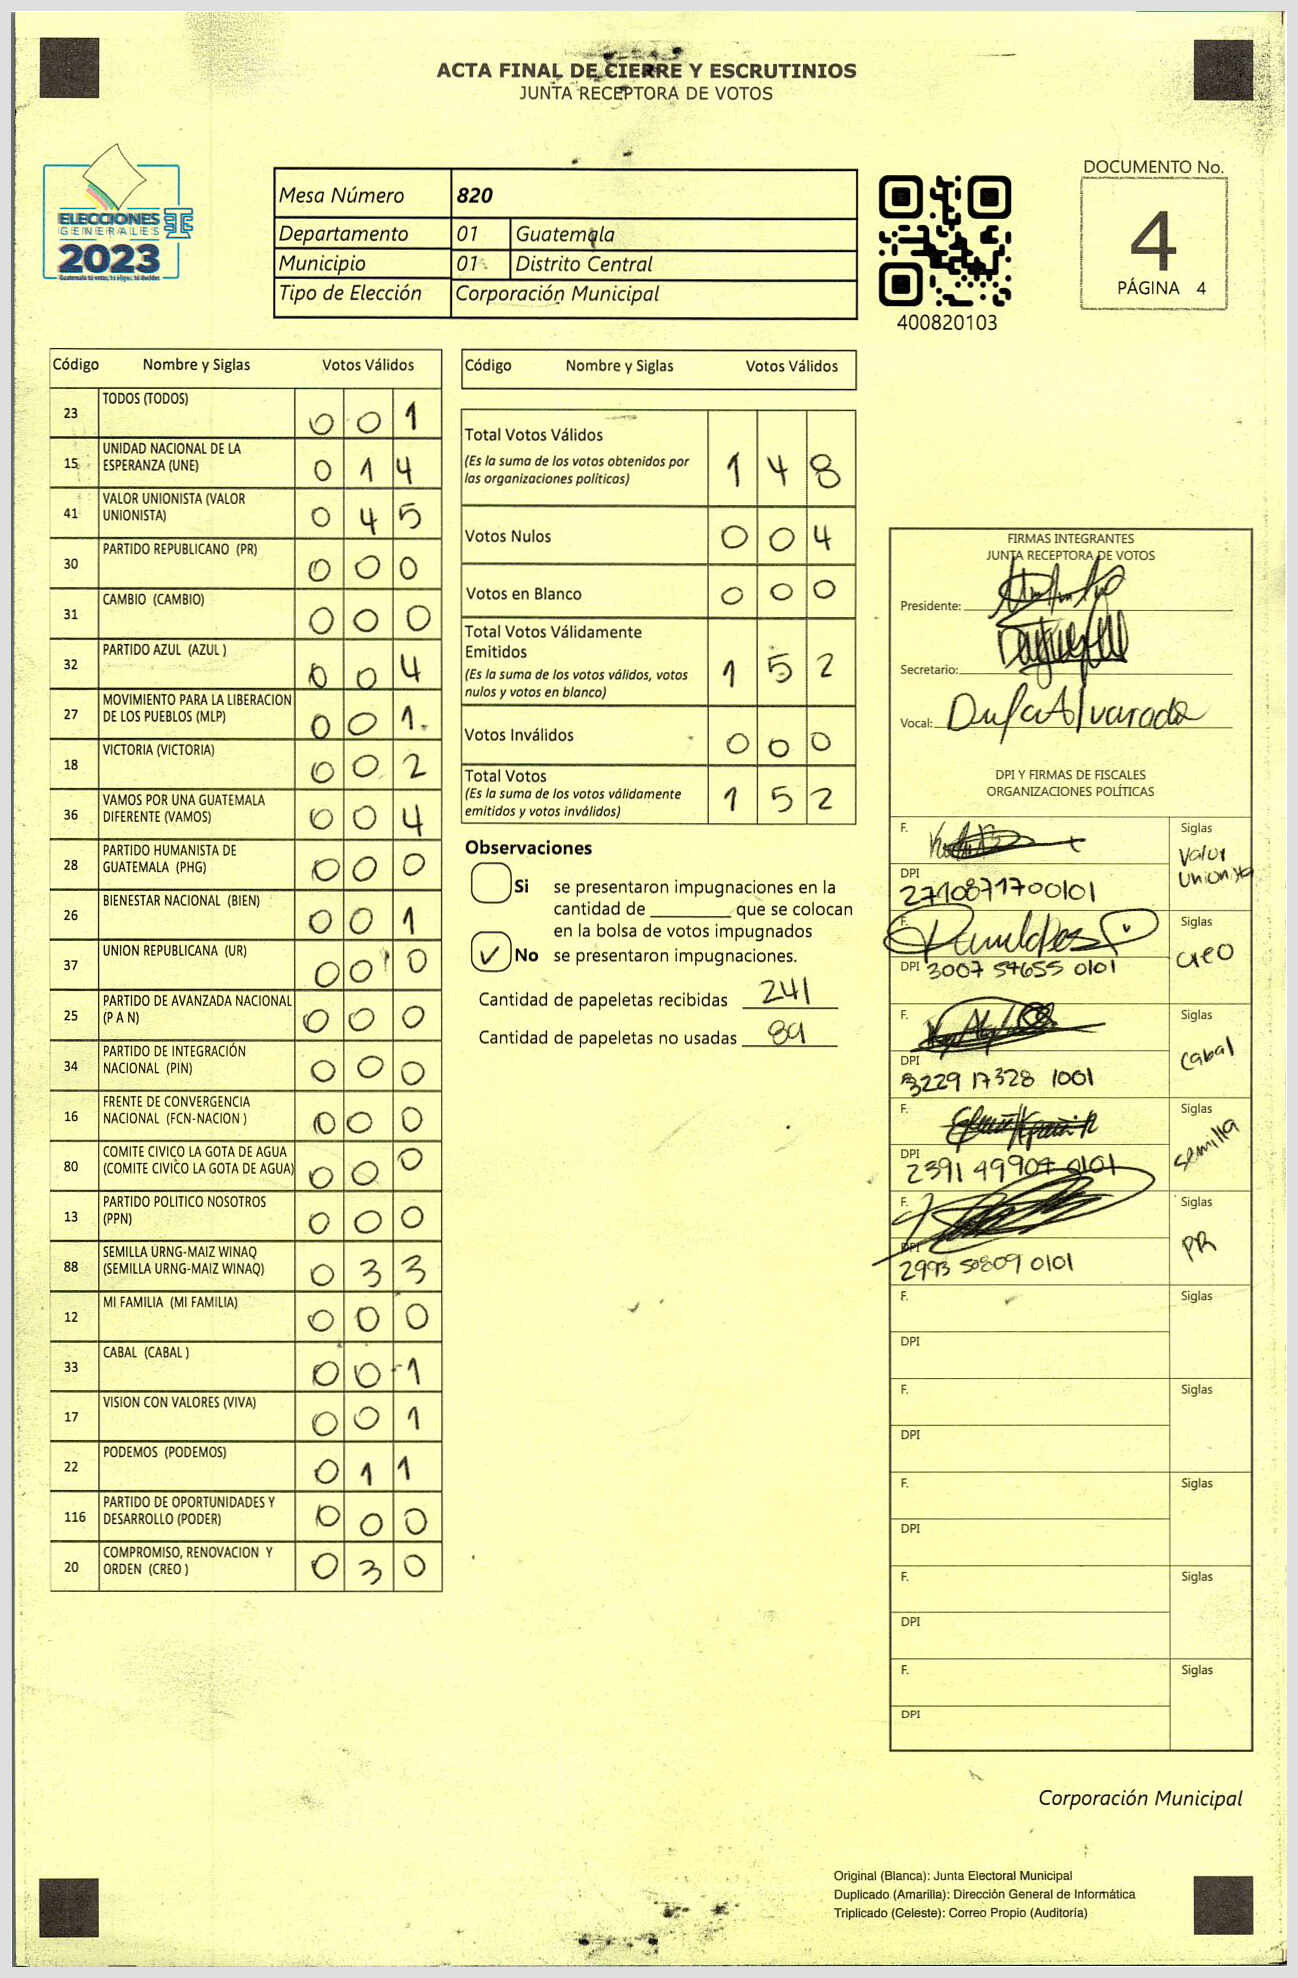 ACTA FINAL DE CIERRE Y ESCRUTINIOS
JUNTA RECEPTORA DE VOTOS
ELECCIONES
GENERALES
2023
Mesa Número 820
Departamento 01 Guatemala
Municipio 01 Distrito Central
Tipo de Elección Corporación Municipal
400820103
DOCUMENTO No.
4
PÁGINA 4
Código Nombre y Siglas Votos Válidos
23 TODOS (TODOS) 0 0 1
15 UNIDAD NACIONAL DE LA
ESPERANZA (UNE) 0 1 4
41 VALOR UNIONISTA (VALOR
UNIONISTA) 0 4 5
30 PARTIDO REPUBLICANO (PR) 0 0 0
31 CAMBIO (CAMBIO) 0 0 0
32 PARTIDO AZUL (AZUL ) 0 0 4
27 MOVIMIENTO PARA LA LIBERACION
DE LOS PUEBLOS (MLP) 0 0 1
18 VICTORIA (VICTORIA) 0 0 2
36 VAMOS POR UNA GUATEMALA
DIFERENTE (VAMOS) 0 0 4
28 PARTIDO HUMANISTA DE
GUATEMALA (PHG) 0 0 0
26 BIENESTAR NACIONAL (BIEN) 0 0 1
37 UNION REPUBLICANA (UR) 0 0 0
25 PARTIDO DE AVANZADA NACIONAL
(P A N) 0 0 0
34 PARTIDO DE INTEGRACIÓN
NACIONAL (PIN) 0 0 0
16 FRENTE DE CONVERGENCIA
NACIONAL (FCN-NACION ) 0 0 0
80 COMITE CIVICO LA GOTA DE AGUA
(COMITE CIVICO LA GOTA DE AGUA) 0 0 0
13 PARTIDO POLITICO NOSOTROS
(PPN) 0 0 0
88 SEMILLA URNG-MAIZ WINAQ
(SEMILLA URNG-MAIZ WINAQ) 0 3 3
12 MI FAMILIA (MI FAMILIA) 0 0 0
33 CABAL (CABAL ) 0 0 1
17 VISION CON VALORES (VIVA) 0 0 1
22 PODEMOS (PODEMOS) 0 1 1
116 PARTIDO DE OPORTUNIDADES Y
DESARROLLO (PODER) 0 0 0
20 COMPROMISO, RENOVACION Y
ORDEN (CREO ) 0 3 0
Código Nombre y Siglas Votos Válidos
Total Votos Válidos
(Es la suma de los votos obtenidos por
las organizaciones políticas) 1 4 8
Votos Nulos 0 0 4
Votos en Blanco 0 0 0
Total Votos Válidamente
Emitidos
(Es la suma de los votos válidos, votos
nulos y votos en blanco) 1 5 2
Votos Inválidos 0 0 0
Total Votos
(Es la suma de los votos válidamente
emitidos y votos inválidos) 1 5 2
Observaciones
Si se presentaron impugnaciones en la
cantidad de ________ que se colocan
en la bolsa de votos impugnados
✓ No se presentaron impugnaciones.
Cantidad de papeletas recibidas 241
Cantidad de papeletas no usadas 89
FIRMAS INTEGRANTES
JUNTA RECEPTORA DE VOTOS
Presidente:
Secretario:
Vocal: Alvarado
DPI Y FIRMAS DE FISCALES
ORGANIZACIONES POLÍTICAS
F. Siglas
Valor
Unionista
DPI
2710871700101
F. Siglas
CREO
DPI 3007 54655 0101
F. Siglas
Cabal
DPI
3229 17328 1001
F. Siglas
Semilla
DPI
2391 49907 0101
F. Siglas
PR
DPI
2993 50809 0101
F. Siglas
DPI
F. Siglas
DPI
F. Siglas
DPI
F. Siglas
DPI
F. Siglas
DPI
Corporación Municipal
Original (Blanca): Junta Electoral Municipal
Duplicado (Amarilla): Dirección General de Informática
Triplicado (Celeste): Correo Propio (Auditoría)